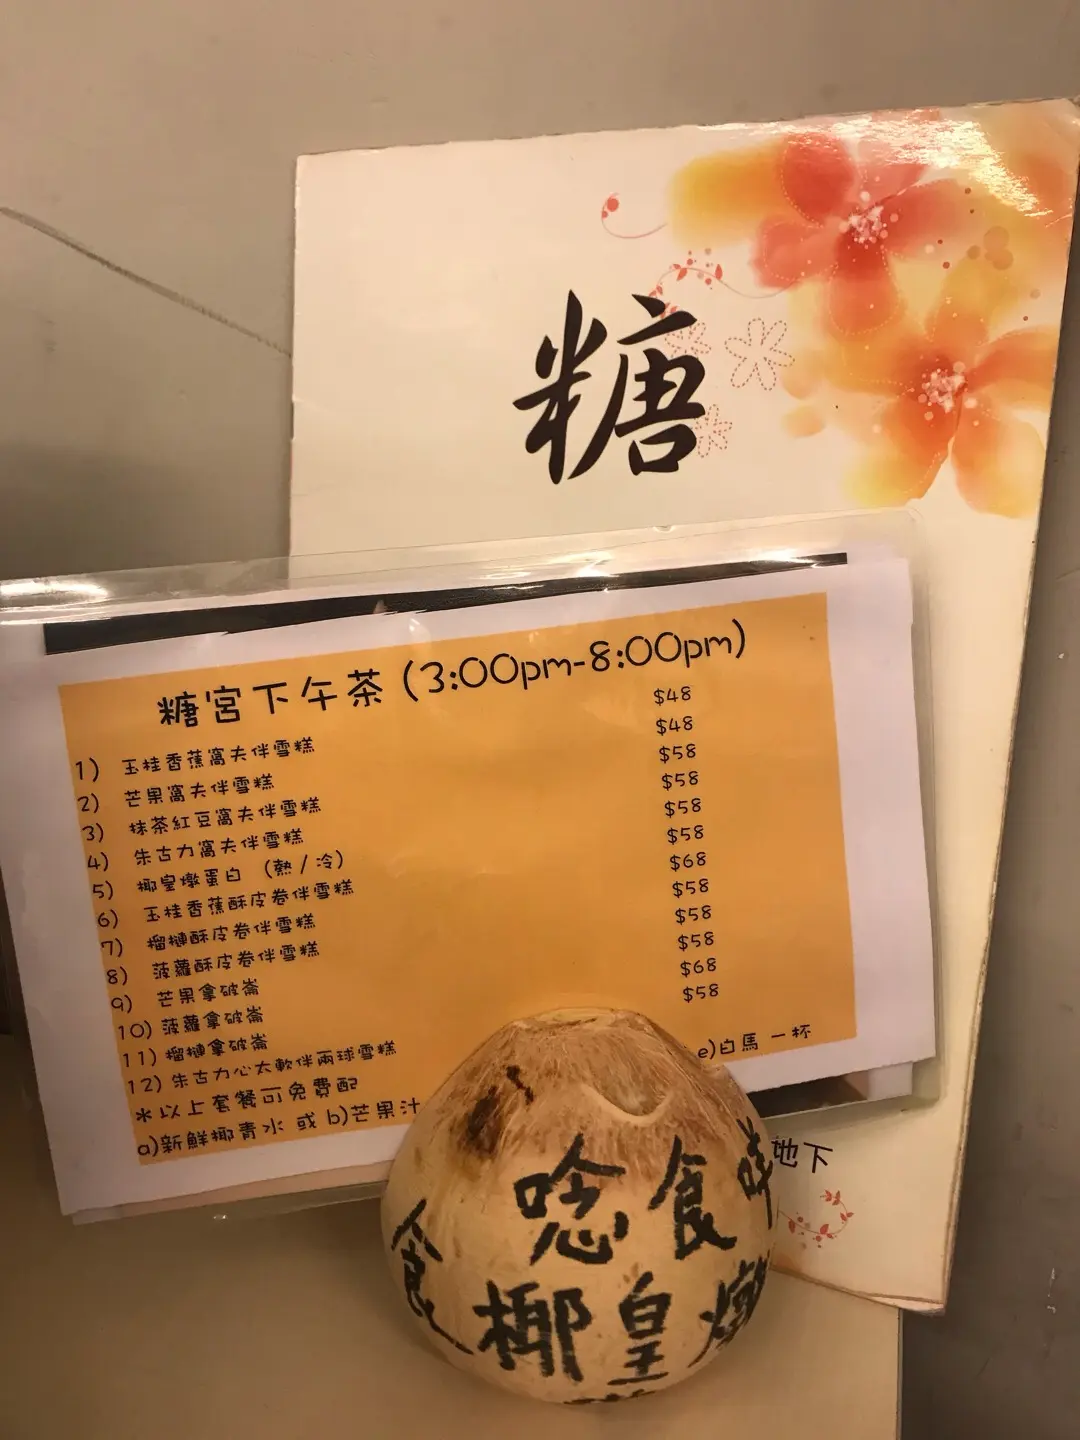 糖
糖宮下午茶 (3:00pm-8:00pm)
1) 玉桂香蕉窩夫伴雪糕 $48
2) 芒果窩夫伴雪糕 $48
3) 抹茶紅豆窩夫伴雪糕 $58
4) 朱古力窩夫伴雪糕 $58
5) 椰皇燉蛋白 (熱/冷) $58
6) 玉桂香蕉酥皮卷伴雪糕 $58
7) 榴槤酥皮卷伴雪糕 $68
8) 菠蘿酥皮卷伴雪糕 $58
9) 芒果拿破崙 $58
10) 菠蘿拿破崙 $58
11) 榴槤拿破崙 $68
12) 朱古力心太軟伴兩球雪糕 $58
※以上套餐可免費配
a)新鮮椰青水 或 b)芒果汁 e)白馬 一杯
地下
唸食
食椰皇燉